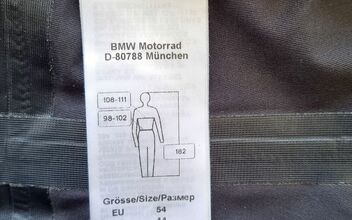 BMW Motorrad
D-80788 München
108-111
98-102
182
Grösse/Size/Размер
EU 54